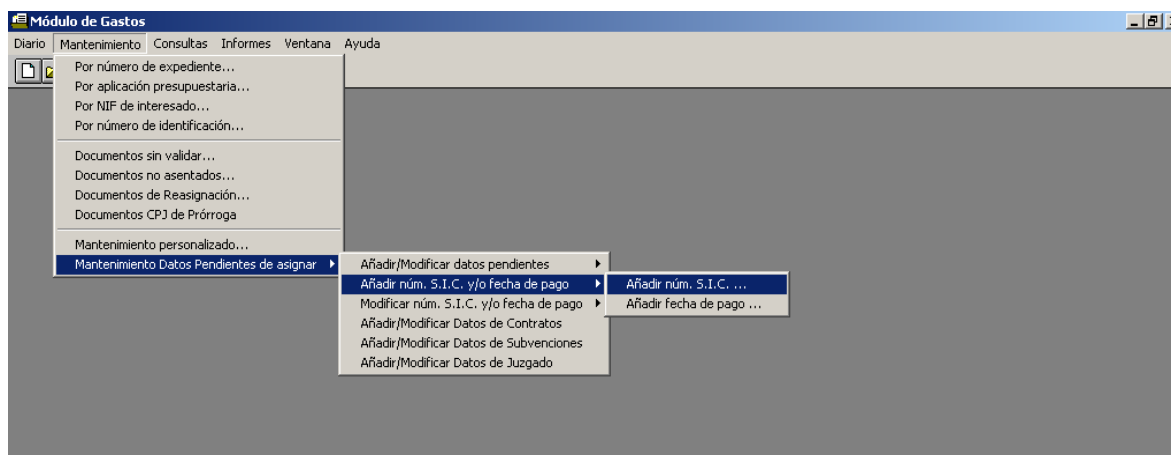 Módulo de Gastos
Diario Mantenimiento Consultas Informes Ventana Ayuda
Por número de expediente...
Por aplicación presupuestaria...
Por NIF de interesado...
Por número de identificación...
Documentos sin validar...
Documentos no asentados...
Documentos de Reasignación...
Documentos CPJ de Prórroga
Mantenimiento personalizado...
Mantenimiento Datos Pendientes de asignar
Añadir/Modificar datos pendientes
Añadir núm. S.I.C. y/o fecha de pago
Modificar núm. S.I.C. y/o fecha de pago
Añadir/Modificar Datos de Contratos
Añadir/Modificar Datos de Subvenciones
Añadir/Modificar Datos de Juzgado
Añadir núm. S.I.C. ...
Añadir fecha de pago ...